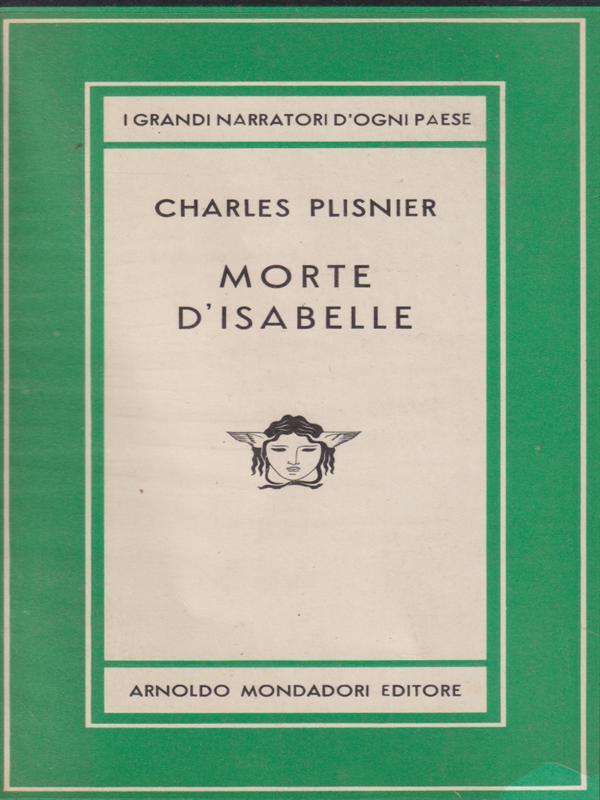 I GRANDI NARRATORI D'OGNI PAESE
CHARLES PLISNIER
MORTE
D'ISABELLE
ARNOLDO MONDADORI EDITORE